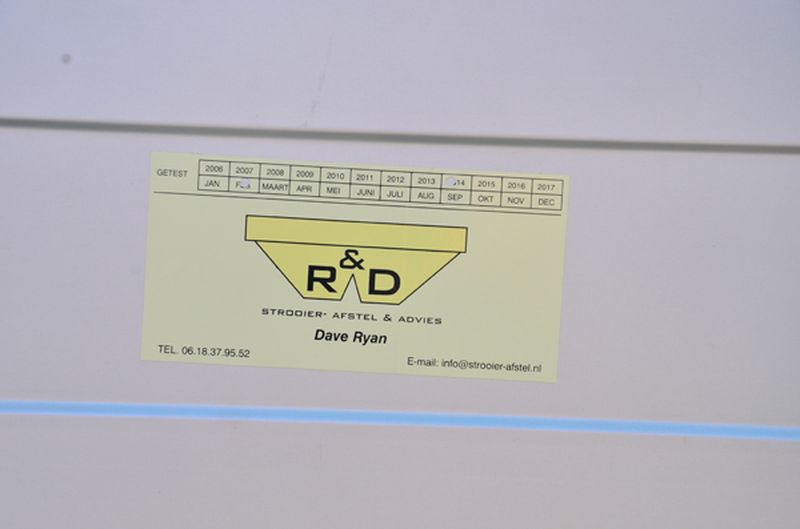 GETEST 2006 2007 2008 2009 2010 2011 2012 2013 2015 2016 2017
JAN MAART APR MEI JUNI JULI AUG SEP OKT NOV DEC
&
R D
STROOIER- AFSTEL & ADVIES
Dave Ryan
TEL. 06.18.37.95.52
E-mail: info@strooier-afstel.nl